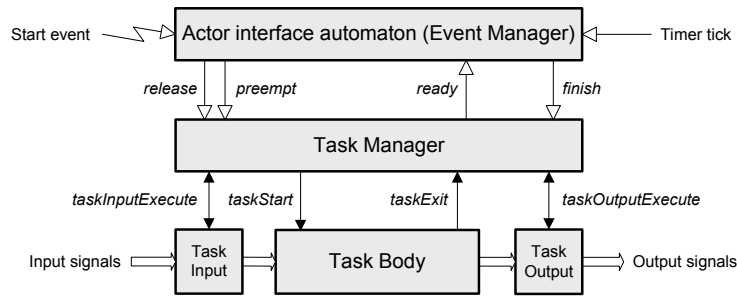 Start event
Actor interface automaton (Event Manager)
Timer tick
release
preempt
ready
finish
Task Manager
taskInputExecute
taskStart
taskExit
taskOutputExecute
Input signals
Task
Input
Task Body
Task
Output
Output signals